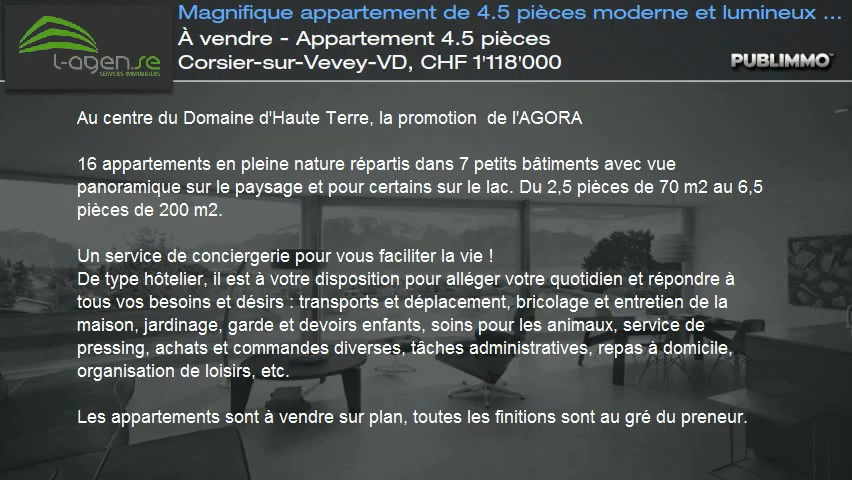 Magnifique appartement de 4.5 pièces moderne et lumineux ...
À vendre - Appartement 4.5 pièces
Corsier-sur-Vevey-VD, CHF 1'118'000
l-agen.se
SERVICES IMMOBILIERS
PUBLIMMO
Au centre du Domaine d'Haute Terre, la promotion de l'AGORA
16 appartements en pleine nature répartis dans 7 petits bâtiments avec vue
panoramique sur le paysage et pour certains sur le lac. Du 2,5 pièces de 70 m2 au 6,5
pièces de 200 m2.
Un service de conciergerie pour vous faciliter la vie !
De type hôtelier, il est à votre disposition pour alléger votre quotidien et répondre à
tous vos besoins et désirs : transports et déplacement, bricolage et entretien de la
maison, jardinage, garde et devoirs enfants, soins pour les animaux, service de
pressing, achats et commandes diverses, tâches administratives, repas à domicile,
organisation de loisirs, etc.
Les appartements sont à vendre sur plan, toutes les finitions sont au gré du preneur.